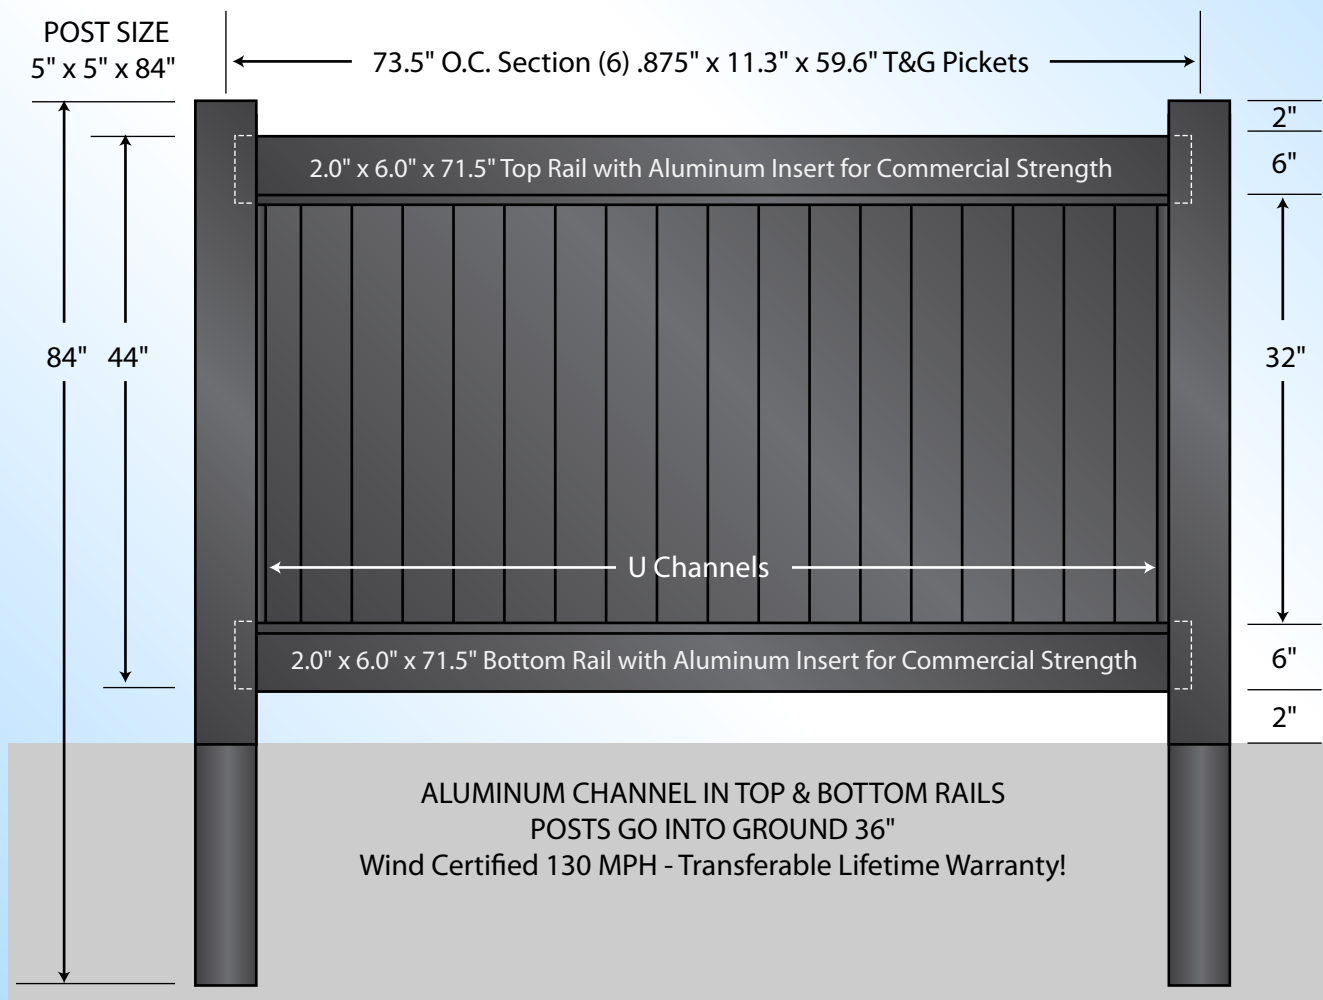 POST SIZE
5" x 5" x 84"
73.5" O.C. Section (6) .875" x 11.3" x 59.6" T&G Pickets
2"
2.0" x 6.0" x 71.5" Top Rail with Aluminum Insert for Commercial Strength
6"
84"
44"
32"
U Channels
2.0" x 6.0" x 71.5" Bottom Rail with Aluminum Insert for Commercial Strength
6"
2"
ALUMINUM CHANNEL IN TOP & BOTTOM RAILS
POSTS GO INTO GROUND 36"
Wind Certified 130 MPH - Transferable Lifetime Warranty!